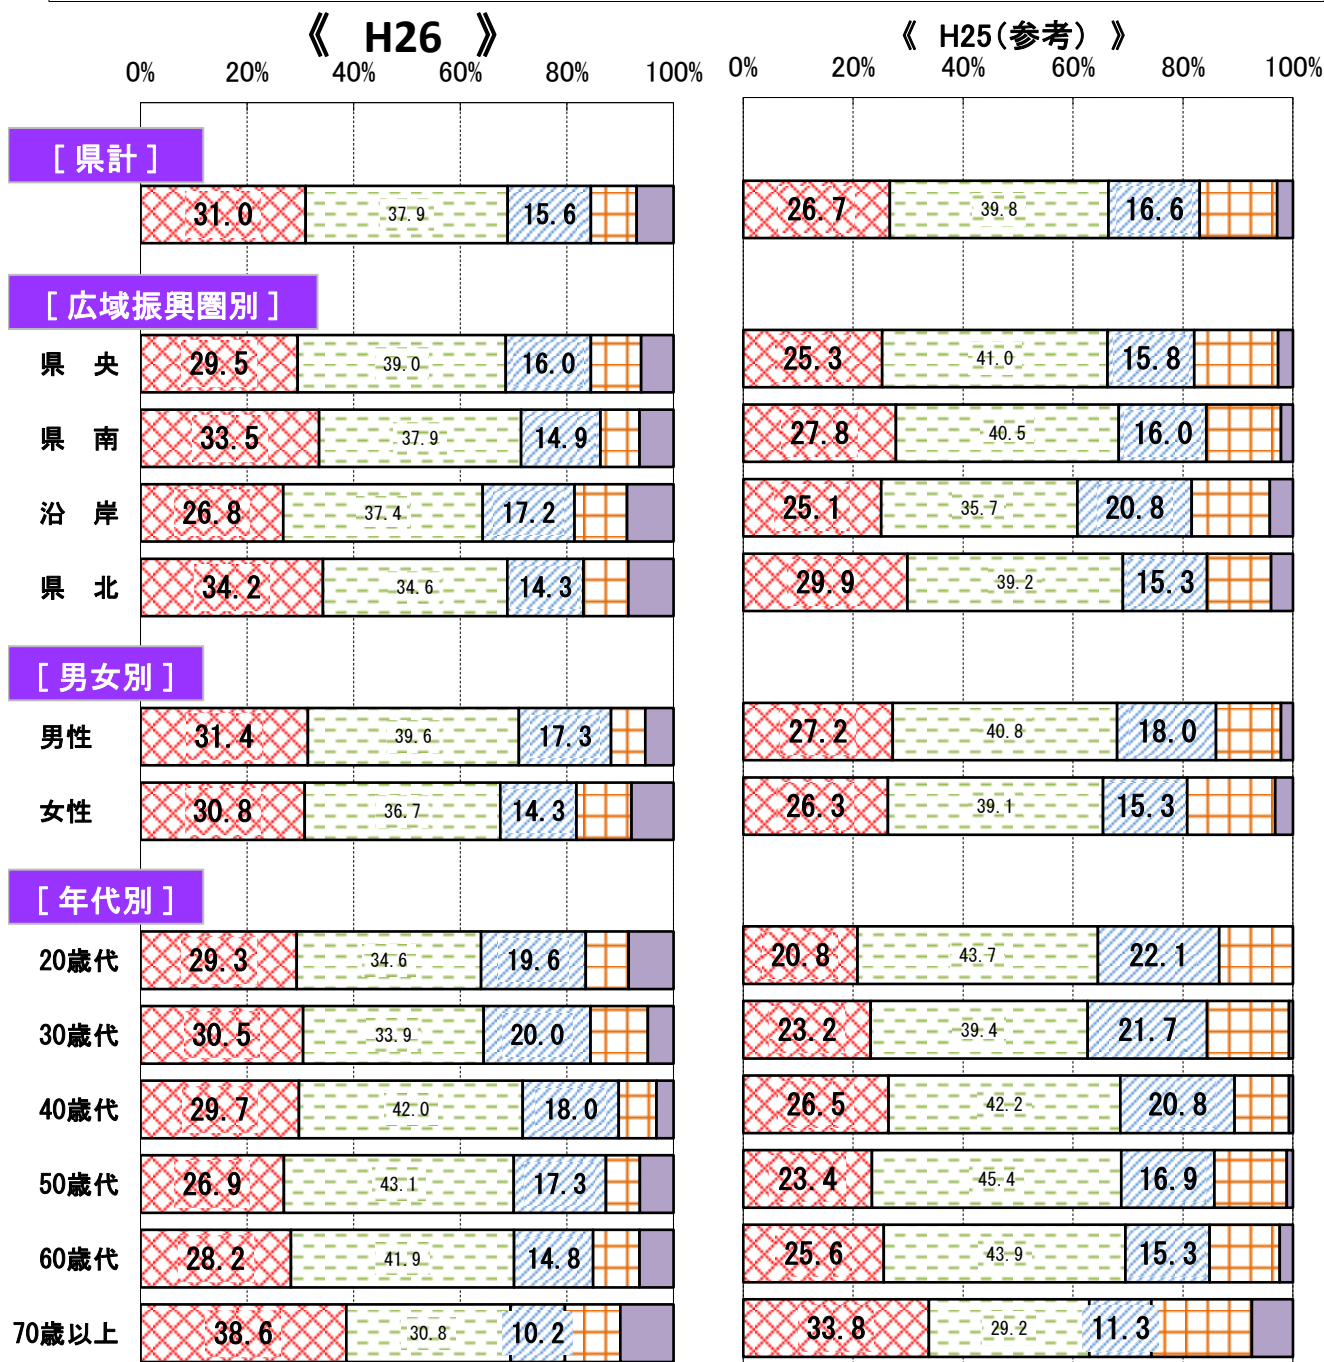 《 H26 》 《 H25(参考) 》
0% 20% 40% 60% 80% 100% 0% 20% 40% 60% 80% 100%
[ 県計 ]
31.0 37.9 15.6 26.7 39.8 16.6
[ 広域振興圏別 ]
県 央 29.5 39.0 16.0 25.3 41.0 15.8
県 南 33.5 37.9 14.9 27.8 40.5 16.0
沿 岸 26.8 37.4 17.2 25.1 35.7 20.8
県 北 34.2 34.6 14.3 29.9 39.2 15.3
[ 男女別 ]
男性 31.4 39.6 17.3 27.2 40.8 18.0
女性 30.8 36.7 14.3 26.3 39.1 15.3
[ 年代別 ]
20歳代 29.3 34.6 19.6 20.8 43.7 22.1
30歳代 30.5 33.9 20.0 23.2 39.4 21.7
40歳代 29.7 42.0 18.0 26.5 42.2 20.8
50歳代 26.9 43.1 17.3 23.4 45.4 16.9
60歳代 28.2 41.9 14.8 25.6 43.9 15.3
70歳以上 38.6 30.8 10.2 33.8 29.2 11.3